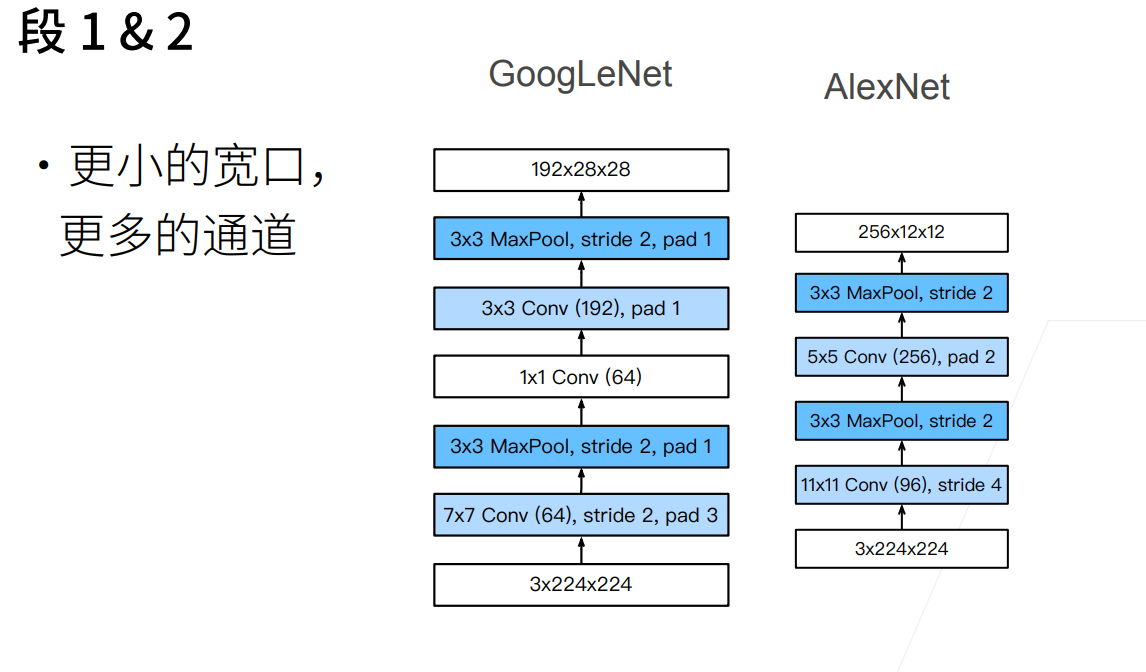 段 1 & 2
GoogLeNet
AlexNet
• 更小的宽口，
更多的通道
192x28x28
3x3 MaxPool, stride 2, pad 1
3x3 Conv (192), pad 1
1x1 Conv (64)
3x3 MaxPool, stride 2, pad 1
7x7 Conv (64), stride 2, pad 3
3x224x224
256x12x12
3x3 MaxPool, stride 2
5x5 Conv (256), pad 2
3x3 MaxPool, stride 2
11x11 Conv (96), stride 4
3x224x224